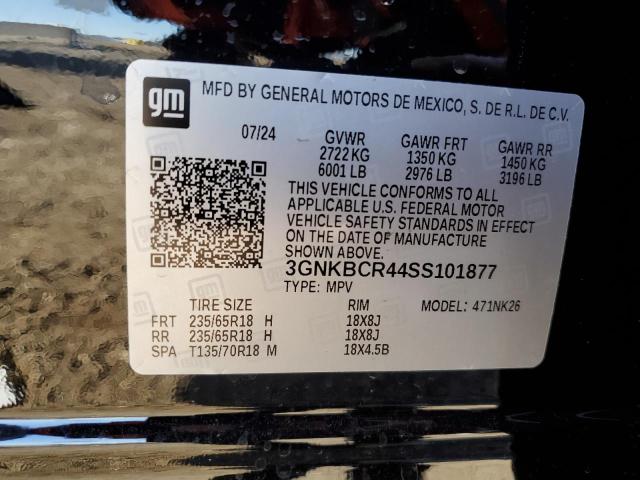 gm
MFD BY GENERAL MOTORS DE MEXICO, S. DE R.L. DE C.V.
07/24 GVWR GAWR FRT GAWR RR
2722 KG 1350 KG 1450 KG
6001 LB 2976 LB 3196 LB
THIS VEHICLE CONFORMS TO ALL
APPLICABLE U.S. FEDERAL MOTOR
VEHICLE SAFETY STANDARDS IN EFFECT
ON THE DATE OF MANUFACTURE
SHOWN ABOVE.
3GNKBCR44SS101877
TYPE: MPV
TIRE SIZE RIM MODEL: 471NK26
FRT 235/65R18 H 18X8J
RR 235/65R18 H 18X8J
SPA T135/70R18 M 18X4.5B